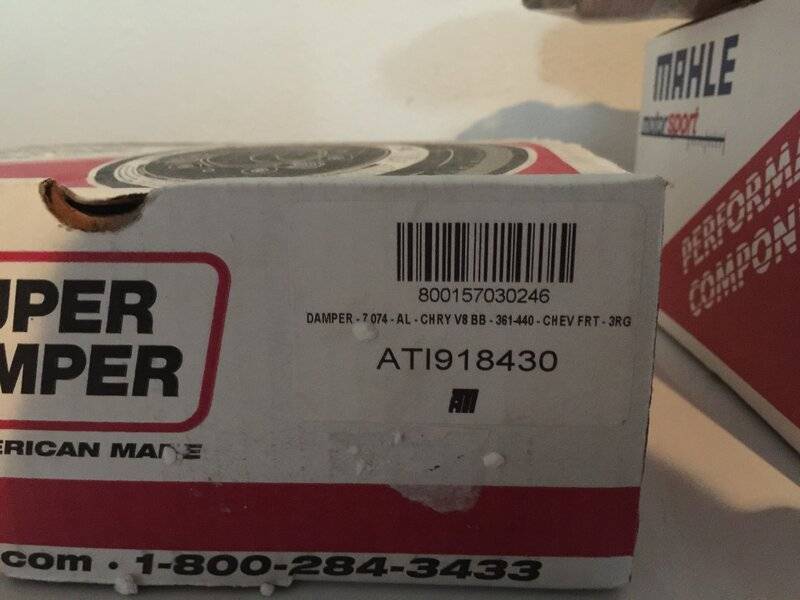 MAHLE
motorsport
PERFORMA
COMPON
800157030246
DAMPER - 7.074 - AL - CHRY V8 BB - 361-440 - CHEV FRT - 3RG
ATI918430
ATI
UPER
MPER
ERICAN MADE
.com · 1-800-284-3433